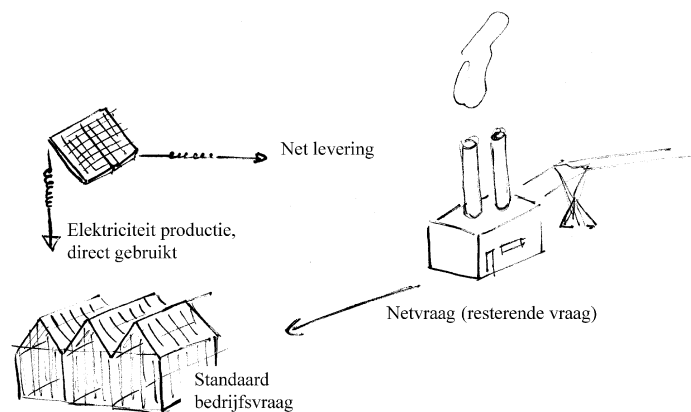 Net levering
Elektriciteit productie,
direct gebruikt
Netvraag (resterende vraag)
Standaard
bedrijfsvraag